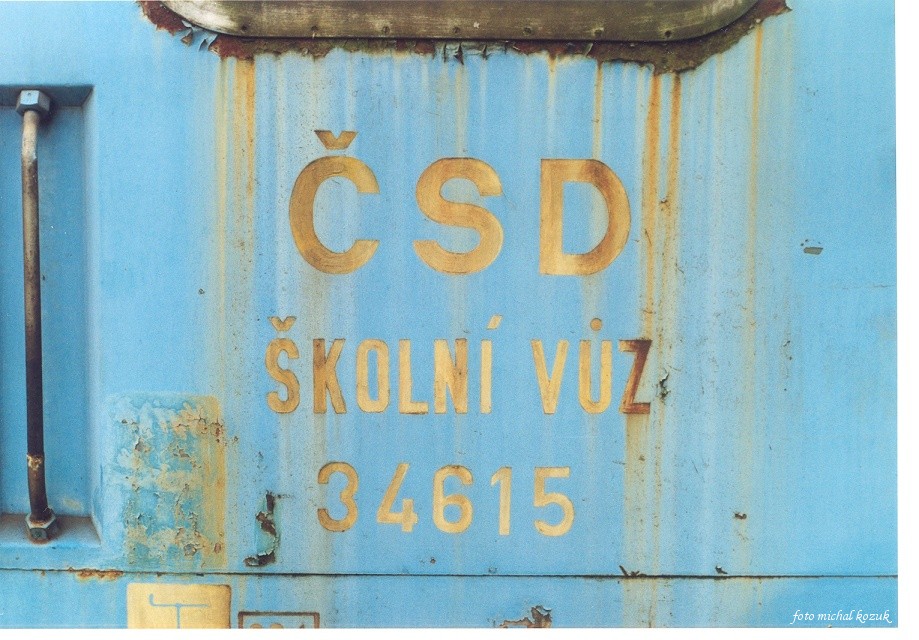 ČSD
ŠKOLNÍ VŮZ
34615
foto michal kozuk